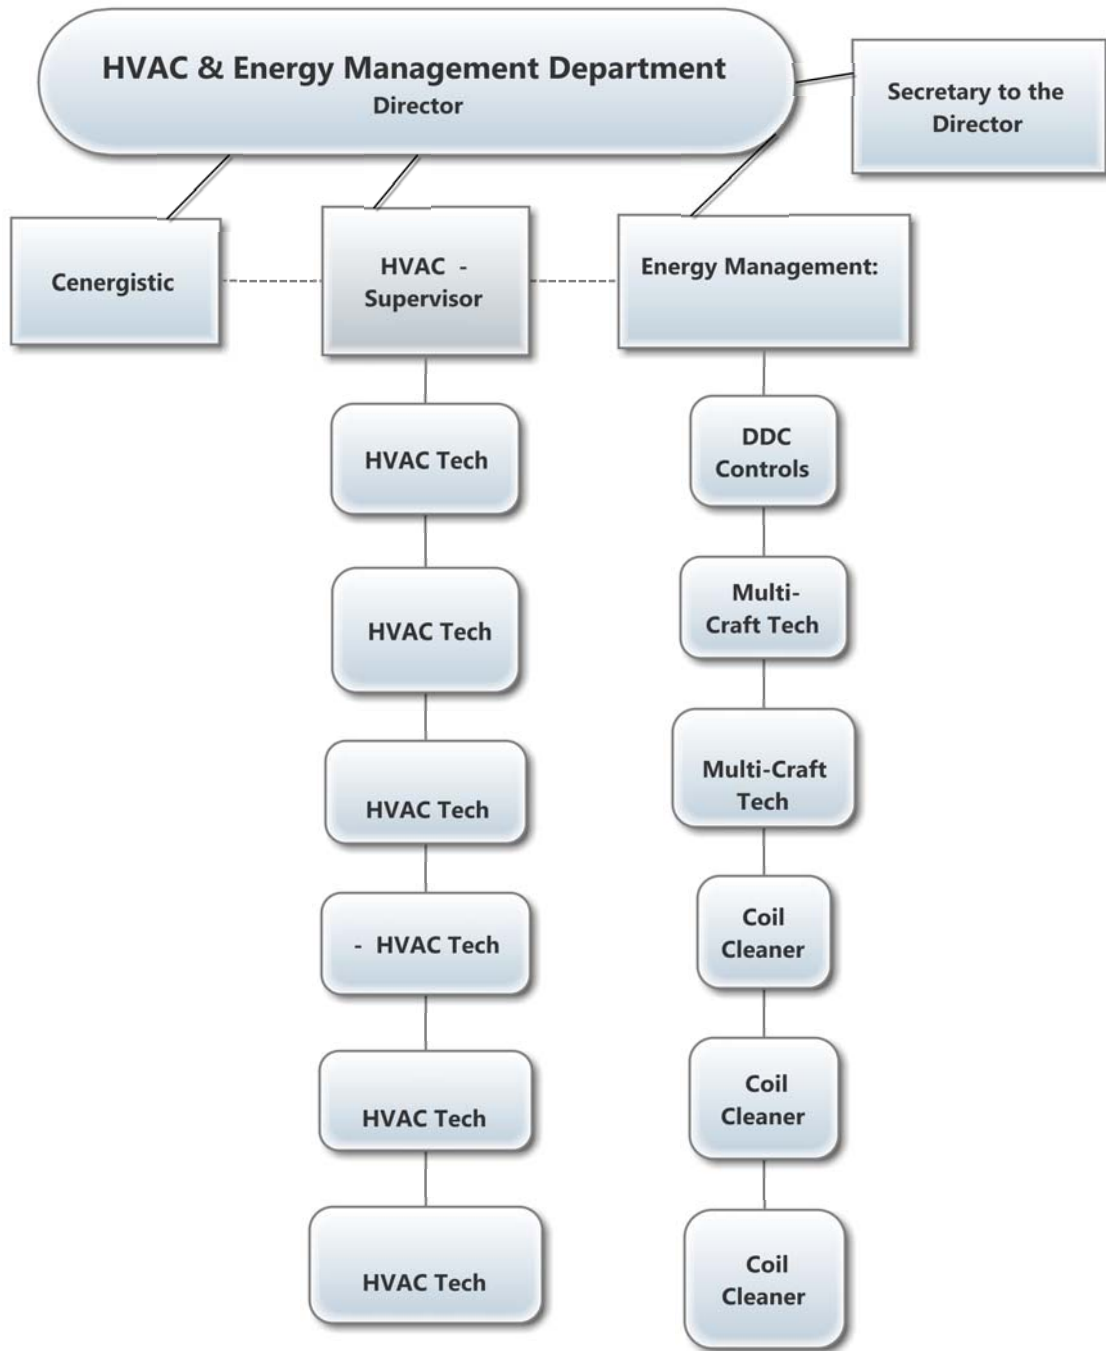 HVAC & Energy Management Department
Director
Secretary to the
Director
Cenergistic
HVAC -
Supervisor
Energy Management:
HVAC Tech
HVAC Tech
HVAC Tech
- HVAC Tech
HVAC Tech
HVAC Tech
DDC
Controls
Multi-
Craft Tech
Multi-Craft
Tech
Coil
Cleaner
Coil
Cleaner
Coil
Cleaner